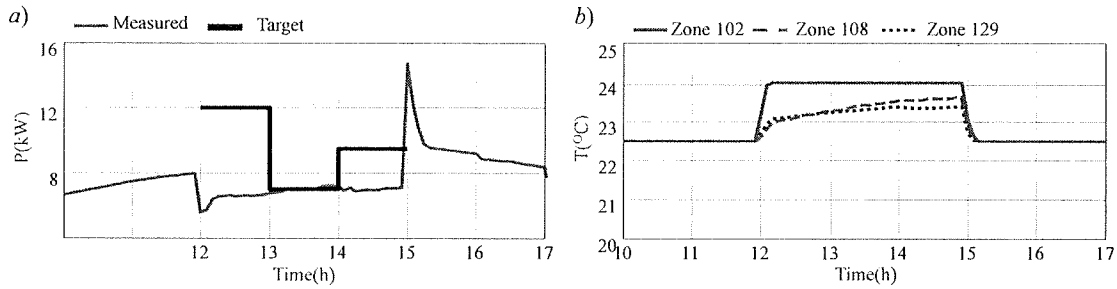 a)
Measured
Target
16
12
8
P(kW)
12
13
14
15
16
17
Time(h)
b)
Zone 102
Zone 108
Zone 129
25
24
23
22
21
20
T(°C)
10
11
12
13
14
15
16
17
Time(h)